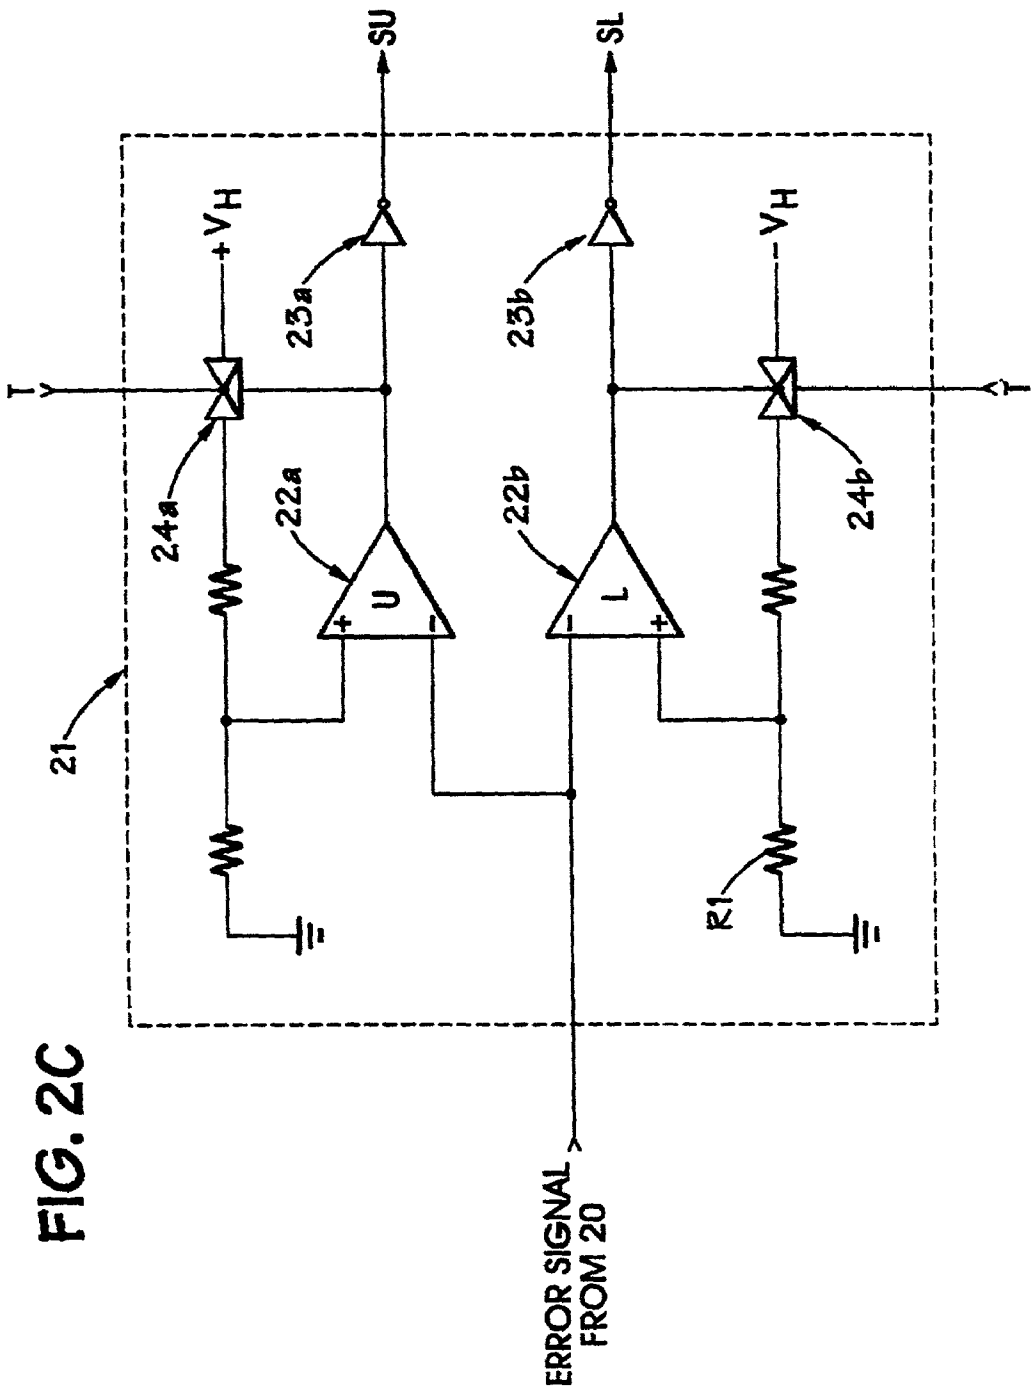 FIG. 2C
21
T
24a
+VH
22a
23a
SU
U
+
-
22b
23b
SL
L
-
+
ERROR SIGNAL
FROM 20
R1
24b
-VH
T